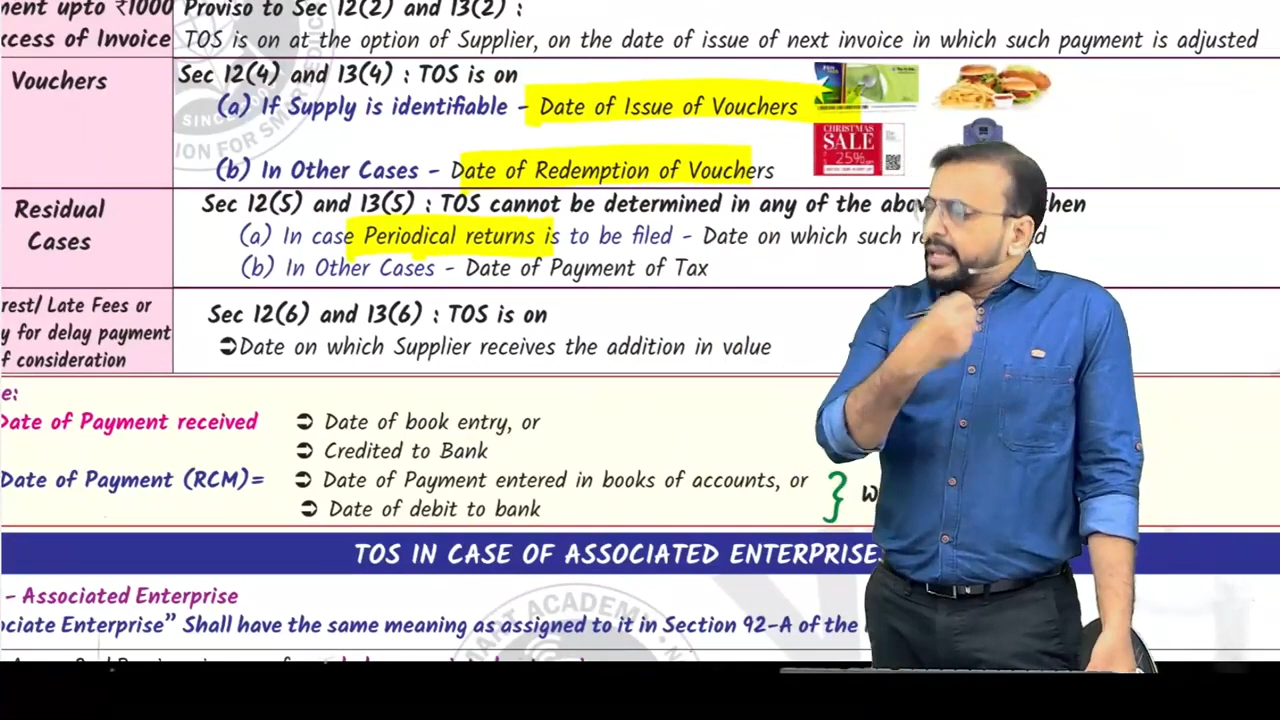 ment upto ₹1000
xcess of Invoice
Proviso to Sec 12(2) and 13(2) :
TOS is on at the option of Supplier, on the date of issue of next invoice in which such payment is adjusted
Vouchers
Sec 12(4) and 13(4) : TOS is on
(a) If Supply is identifiable - Date of Issue of Vouchers
(b) In Other Cases - Date of Redemption of Vouchers
CHRISTMAS
SALE
25%
Residual
Cases
Sec 12(5) and 13(5) : TOS cannot be determined in any of the abov then
(a) In case Periodical returns is to be filed - Date on which such r d
(b) In Other Cases - Date of Payment of Tax
rest/ Late Fees or
y for delay payment
f consideration
Sec 12(6) and 13(6) : TOS is on
➲Date on which Supplier receives the addition in value
e:
Date of Payment received
➲ Date of book entry, or
➲ Credited to Bank
Date of Payment (RCM)=
➲ Date of Payment entered in books of accounts, or
➲ Date of debit to bank
} w
TOS IN CASE OF ASSOCIATED ENTERPRISE
- Associated Enterprise
ociate Enterprise” Shall have the same meaning as assigned to it in Section 92-A of the